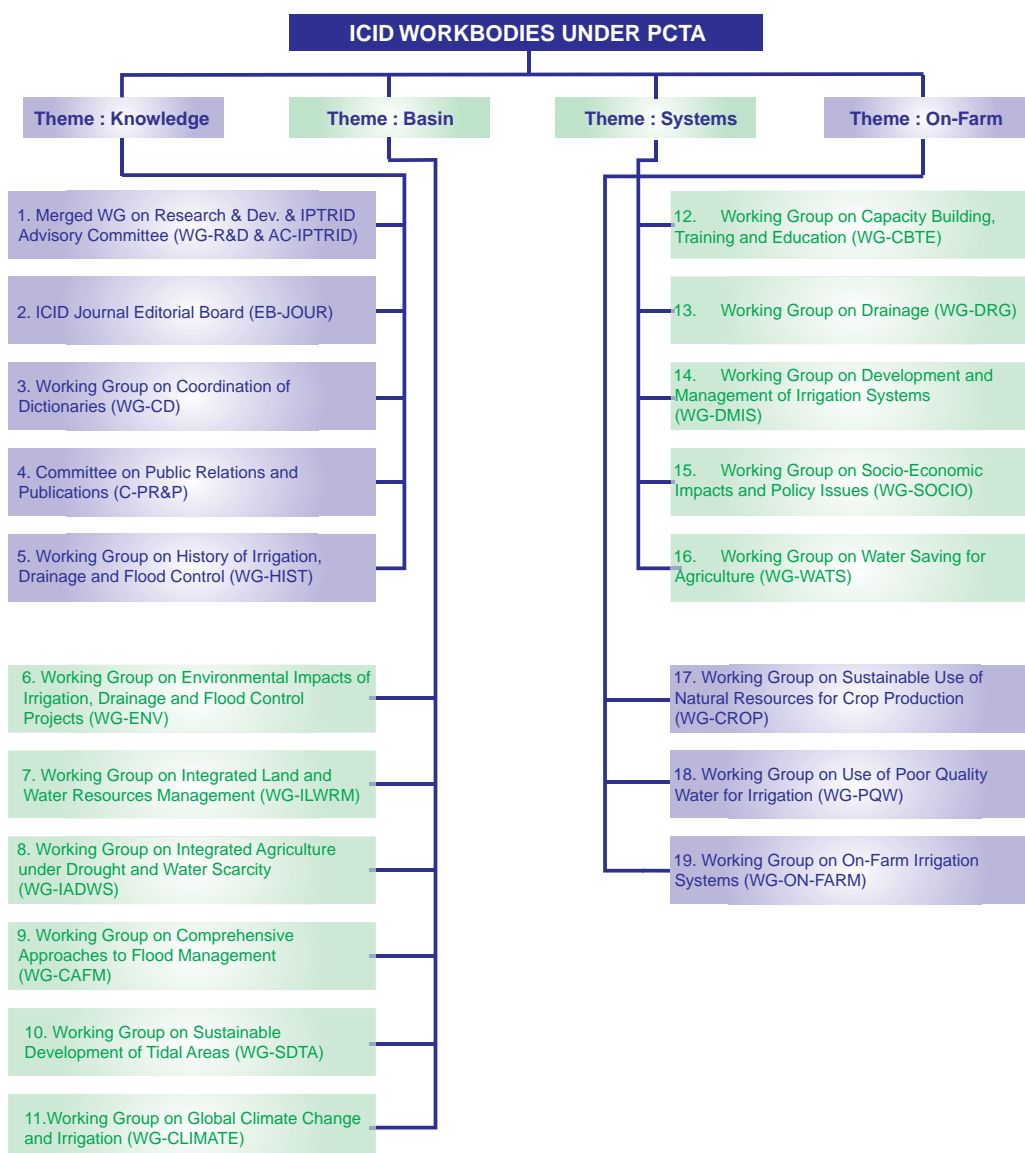 ICID WORKBODIES UNDER PCTA
Theme : Knowledge
Theme : Basin
Theme : Systems
Theme : On-Farm
1. Merged WG on Research & Dev. & IPTRID
Advisory Committee (WG-R&D & AC-IPTRID)
2. ICID Journal Editorial Board (EB-JOUR)
3. Working Group on Coordination of
Dictionaries (WG-CD)
4. Committee on Public Relations and
Publications (C-PR&P)
5. Working Group on History of Irrigation,
Drainage and Flood Control (WG-HIST)
6. Working Group on Environmental Impacts of
Irrigation, Drainage and Flood Control
Projects (WG-ENV)
7. Working Group on Integrated Land and
Water Resources Management (WG-ILWRM)
8. Working Group on Integrated Agriculture
under Drought and Water Scarcity
(WG-IADWS)
9. Working Group on Comprehensive
Approaches to Flood Management
(WG-CAFM)
10. Working Group on Sustainable
Development of Tidal Areas (WG-SDTA)
11.Working Group on Global Climate Change
and Irrigation (WG-CLIMATE)
12. Working Group on Capacity Building,
Training and Education (WG-CBTE)
13. Working Group on Drainage (WG-DRG)
14. Working Group on Development and
Management of Irrigation Systems
(WG-DMIS)
15. Working Group on Socio-Economic
Impacts and Policy Issues (WG-SOCIO)
16. Working Group on Water Saving for
Agriculture (WG-WATS)
17. Working Group on Sustainable Use of
Natural Resources for Crop Production
(WG-CROP)
18. Working Group on Use of Poor Quality
Water for Irrigation (WG-PQW)
19. Working Group on On-Farm Irrigation
Systems (WG-ON-FARM)